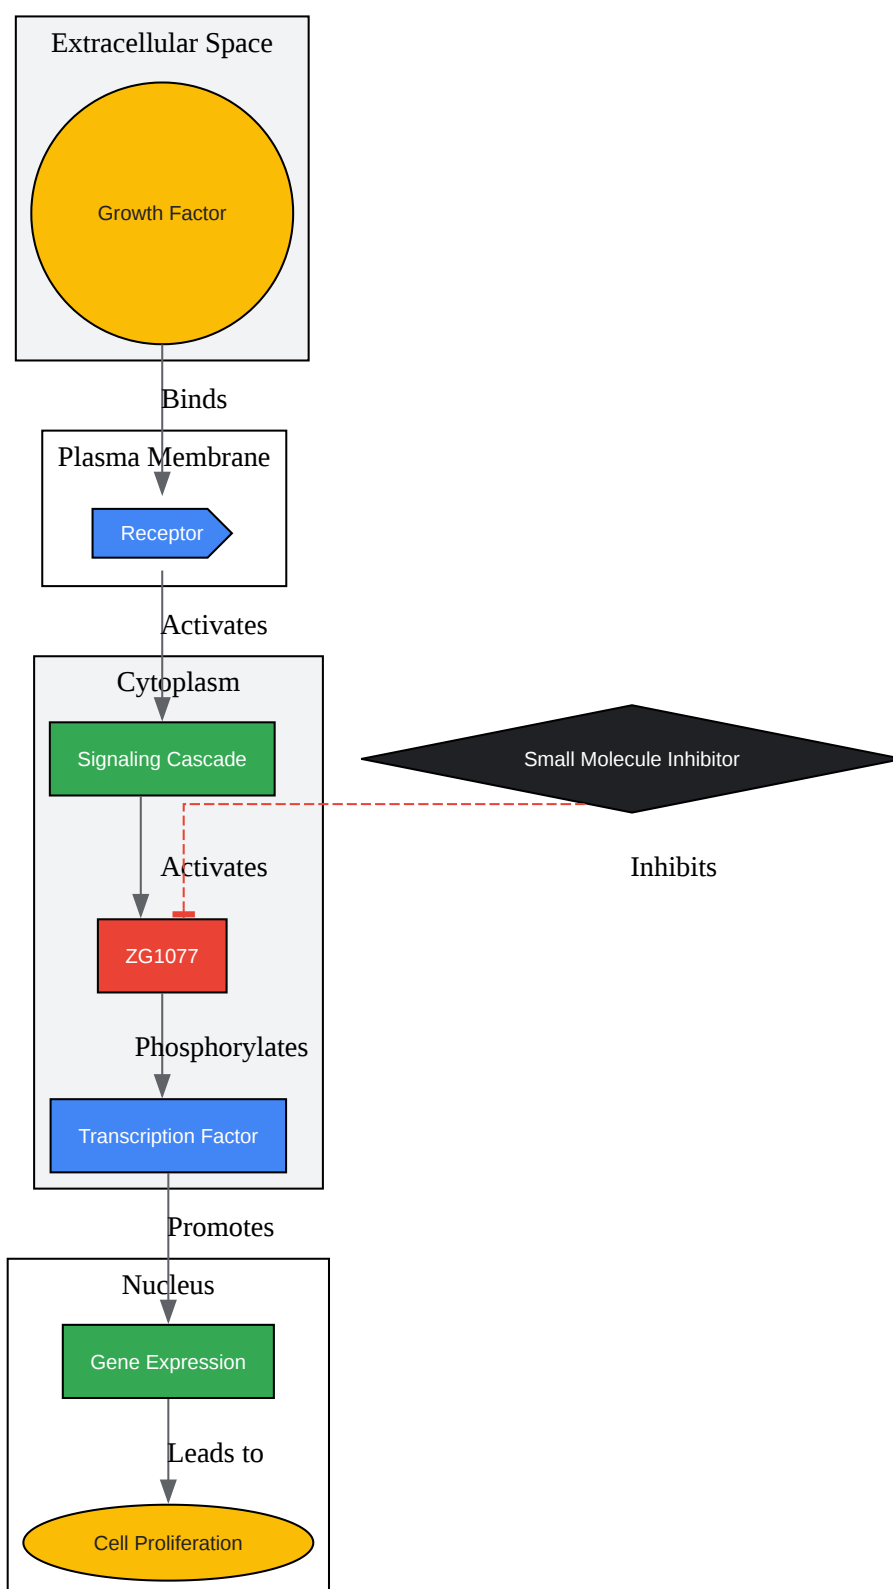 Extracellular Space
Growth Factor
Binds
Plasma Membrane
Receptor
Activates
Cytoplasm
Signaling Cascade
Small Molecule Inhibitor
Activates
Inhibits
ZG1077
Phosphorylates
Transcription Factor
Promotes
Nucleus
Gene Expression
Leads to
Cell Proliferation